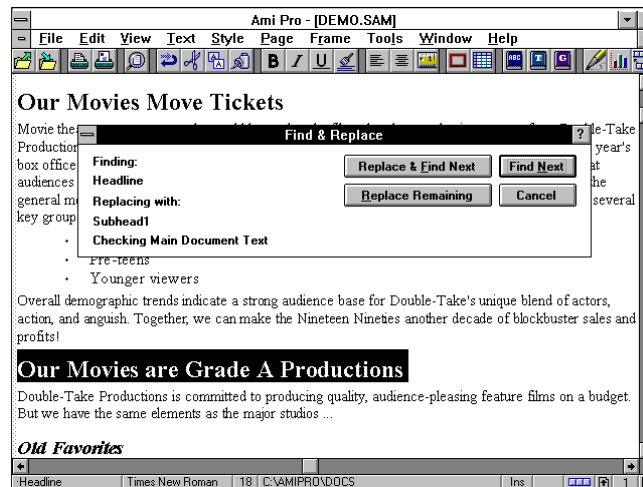 Ami Pro - [DEMO.SAM]
File Edit View Text Style Page Frame Tools Window Help
B I U ABC T G
Our Movies Move Tickets
Movie the le-Take
Find & Replace ?
Production year's
box office at
audiences he
general m several
key group
Finding:
Headline
Replacing with:
Subhead1
Checking Main Document Text
Replace & Find Next Find Next
Replace Remaining Cancel
· Pre-teens
· Younger viewers
Overall demographic trends indicate a strong audience base for Double-Take's unique blend of actors,
action, and anguish. Together, we can make the Nineteen Nineties another decade of blockbuster sales and
profits!
Our Movies are Grade A Productions
Double-Take Productions is committed to producing quality, audience-pleasing feature films on a budget.
But we have the same elements as the major studios ...
Old Favorites
·Headline Times New Roman 18 C:\AMIPRO\DOCS Ins 1